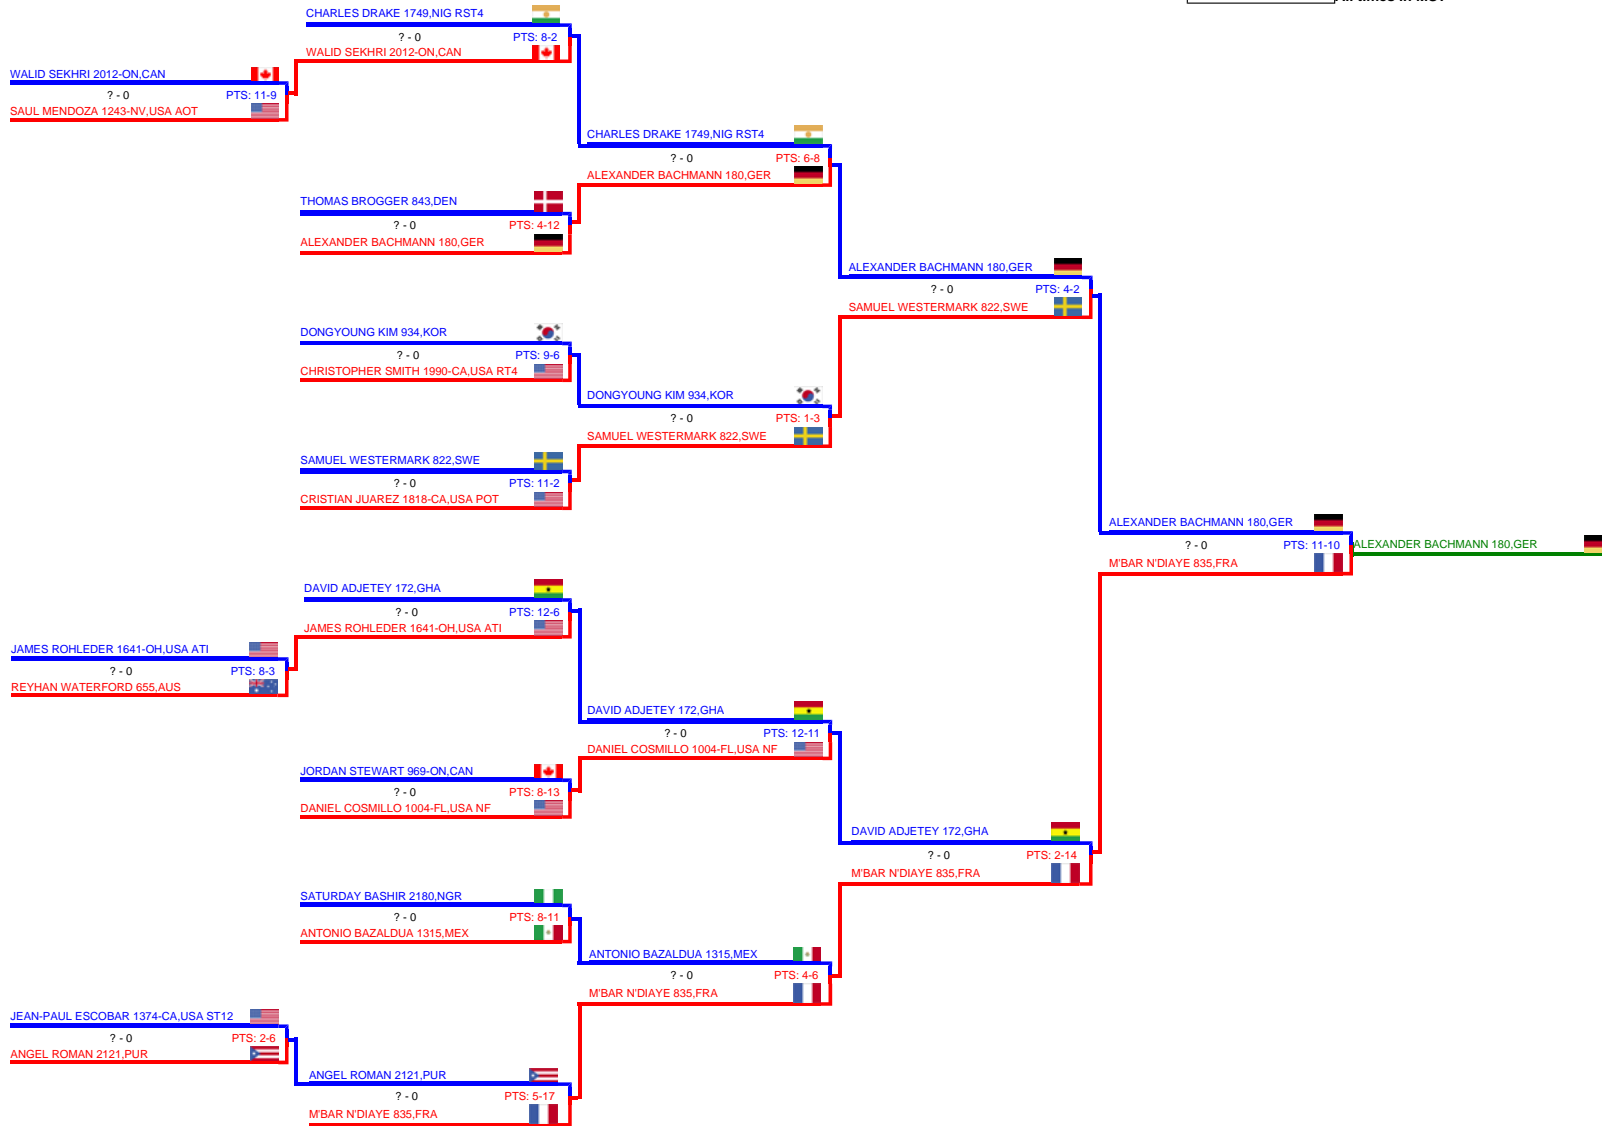 CHARLES DRAKE 1749,NIG RST4
? - 0
PTS: 8-2
WALID SEKHRI 2012-ON,CAN
WALID SEKHRI 2012-ON,CAN
? - 0
PTS: 11-9
SAUL MENDOZA 1243-NV,USA AOT
CHARLES DRAKE 1749,NIG RST4
? - 0
PTS: 6-8
ALEXANDER BACHMANN 180,GER
THOMAS BROGGER 843,DEN
? - 0
PTS: 4-12
ALEXANDER BACHMANN 180,GER
ALEXANDER BACHMANN 180,GER
? - 0
PTS: 4-2
SAMUEL WESTERMARK 822,SWE
DONGYOUNG KIM 934,KOR
? - 0
PTS: 9-6
CHRISTOPHER SMITH 1990-CA,USA RT4
DONGYOUNG KIM 934,KOR
? - 0
PTS: 1-3
SAMUEL WESTERMARK 822,SWE
SAMUEL WESTERMARK 822,SWE
? - 0
PTS: 11-2
CRISTIAN JUAREZ 1818-CA,USA POT
ALEXANDER BACHMANN 180,GER
? - 0
PTS: 11-10
M'BAR N'DIAYE 835,FRA
ALEXANDER BACHMANN 180,GER
DAVID ADJETEY 172,GHA
? - 0
PTS: 12-6
JAMES ROHLEDER 1641-OH,USA ATI
JAMES ROHLEDER 1641-OH,USA ATI
? - 0
PTS: 8-3
REYHAN WATERFORD 655,AUS
DAVID ADJETEY 172,GHA
? - 0
PTS: 12-11
DANIEL COSMILLO 1004-FL,USA NF
JORDAN STEWART 969-ON,CAN
? - 0
PTS: 8-13
DANIEL COSMILLO 1004-FL,USA NF
DAVID ADJETEY 172,GHA
? - 0
PTS: 2-14
M'BAR N'DIAYE 835,FRA
SATURDAY BASHIR 2180,NGR
? - 0
PTS: 8-11
ANTONIO BAZALDUA 1315,MEX
ANTONIO BAZALDUA 1315,MEX
? - 0
PTS: 4-6
M'BAR N'DIAYE 835,FRA
JEAN-PAUL ESCOBAR 1374-CA,USA ST12
? - 0
PTS: 2-6
ANGEL ROMAN 2121,PUR
ANGEL ROMAN 2121,PUR
? - 0
PTS: 5-17
M'BAR N'DIAYE 835,FRA